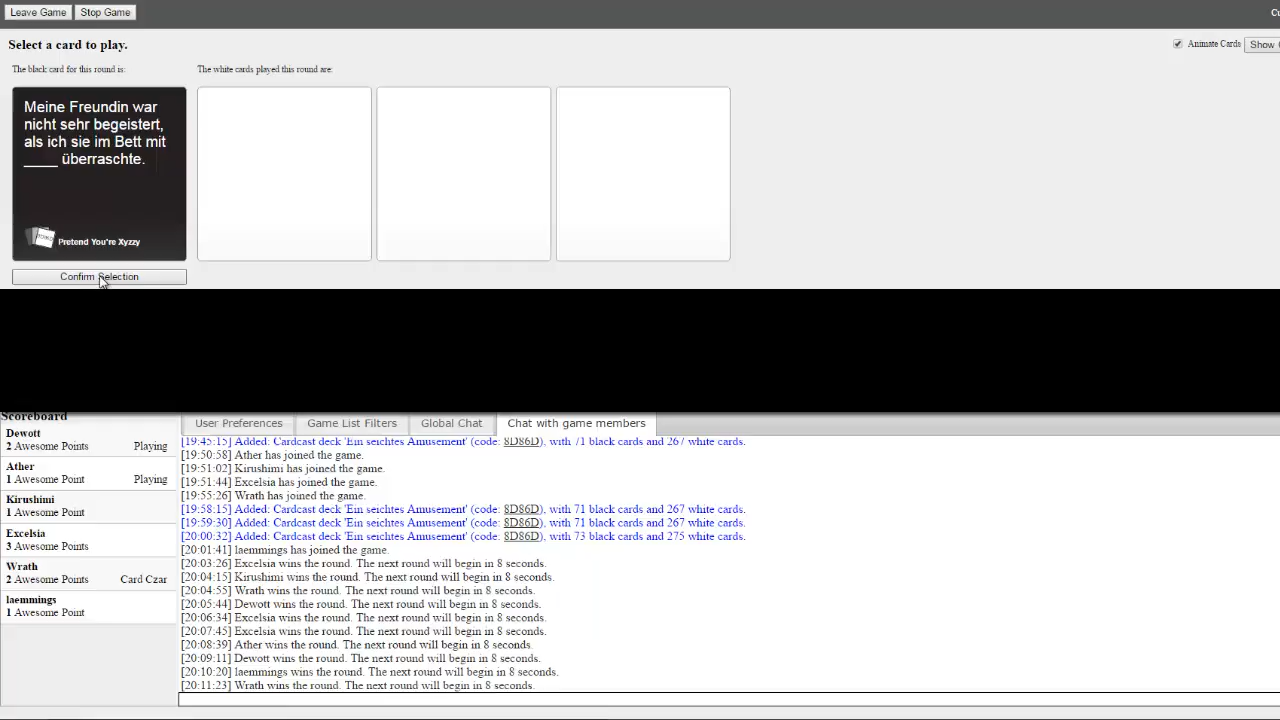 Leave Game Stop Game
Select a card to play.
Animate Cards
The black card for this round is:
The white cards played this round are:
Meine Freundin war
nicht sehr begeistert,
als ich sie im Bett mit
____ überraschte.
Pretend You're Xyzzy
Confirm Selection
Scoreboard
Dewott
2 Awesome Points Playing
Ather
1 Awesome Point Playing
Kirushimi
1 Awesome Point
Excelsia
3 Awesome Points
Wrath
2 Awesome Points Card Czar
laemmings
1 Awesome Point
User Preferences Game List Filters Global Chat Chat with game members
[19:45:15] Added: Cardcast deck 'Ein seichtes Amusement' (code: 8D86D), with 71 black cards and 267 white cards.
[19:50:58] Ather has joined the game.
[19:51:02] Kirushimi has joined the game.
[19:51:44] Excelsia has joined the game.
[19:55:26] Wrath has joined the game.
[19:58:15] Added: Cardcast deck 'Ein seichtes Amusement' (code: 8D86D), with 71 black cards and 267 white cards.
[19:59:30] Added: Cardcast deck 'Ein seichtes Amusement' (code: 8D86D), with 71 black cards and 267 white cards.
[20:00:32] Added: Cardcast deck 'Ein seichtes Amusement' (code: 8D86D), with 73 black cards and 275 white cards.
[20:01:41] laemmings has joined the game.
[20:03:26] Excelsia wins the round. The next round will begin in 8 seconds.
[20:04:15] Kirushimi wins the round. The next round will begin in 8 seconds.
[20:04:55] Wrath wins the round. The next round will begin in 8 seconds.
[20:05:44] Dewott wins the round. The next round will begin in 8 seconds.
[20:06:34] Excelsia wins the round. The next round will begin in 8 seconds.
[20:07:45] Excelsia wins the round. The next round will begin in 8 seconds.
[20:08:39] Ather wins the round. The next round will begin in 8 seconds.
[20:09:11] Dewott wins the round. The next round will begin in 8 seconds.
[20:10:20] laemmings wins the round. The next round will begin in 8 seconds.
[20:11:23] Wrath wins the round. The next round will begin in 8 seconds.